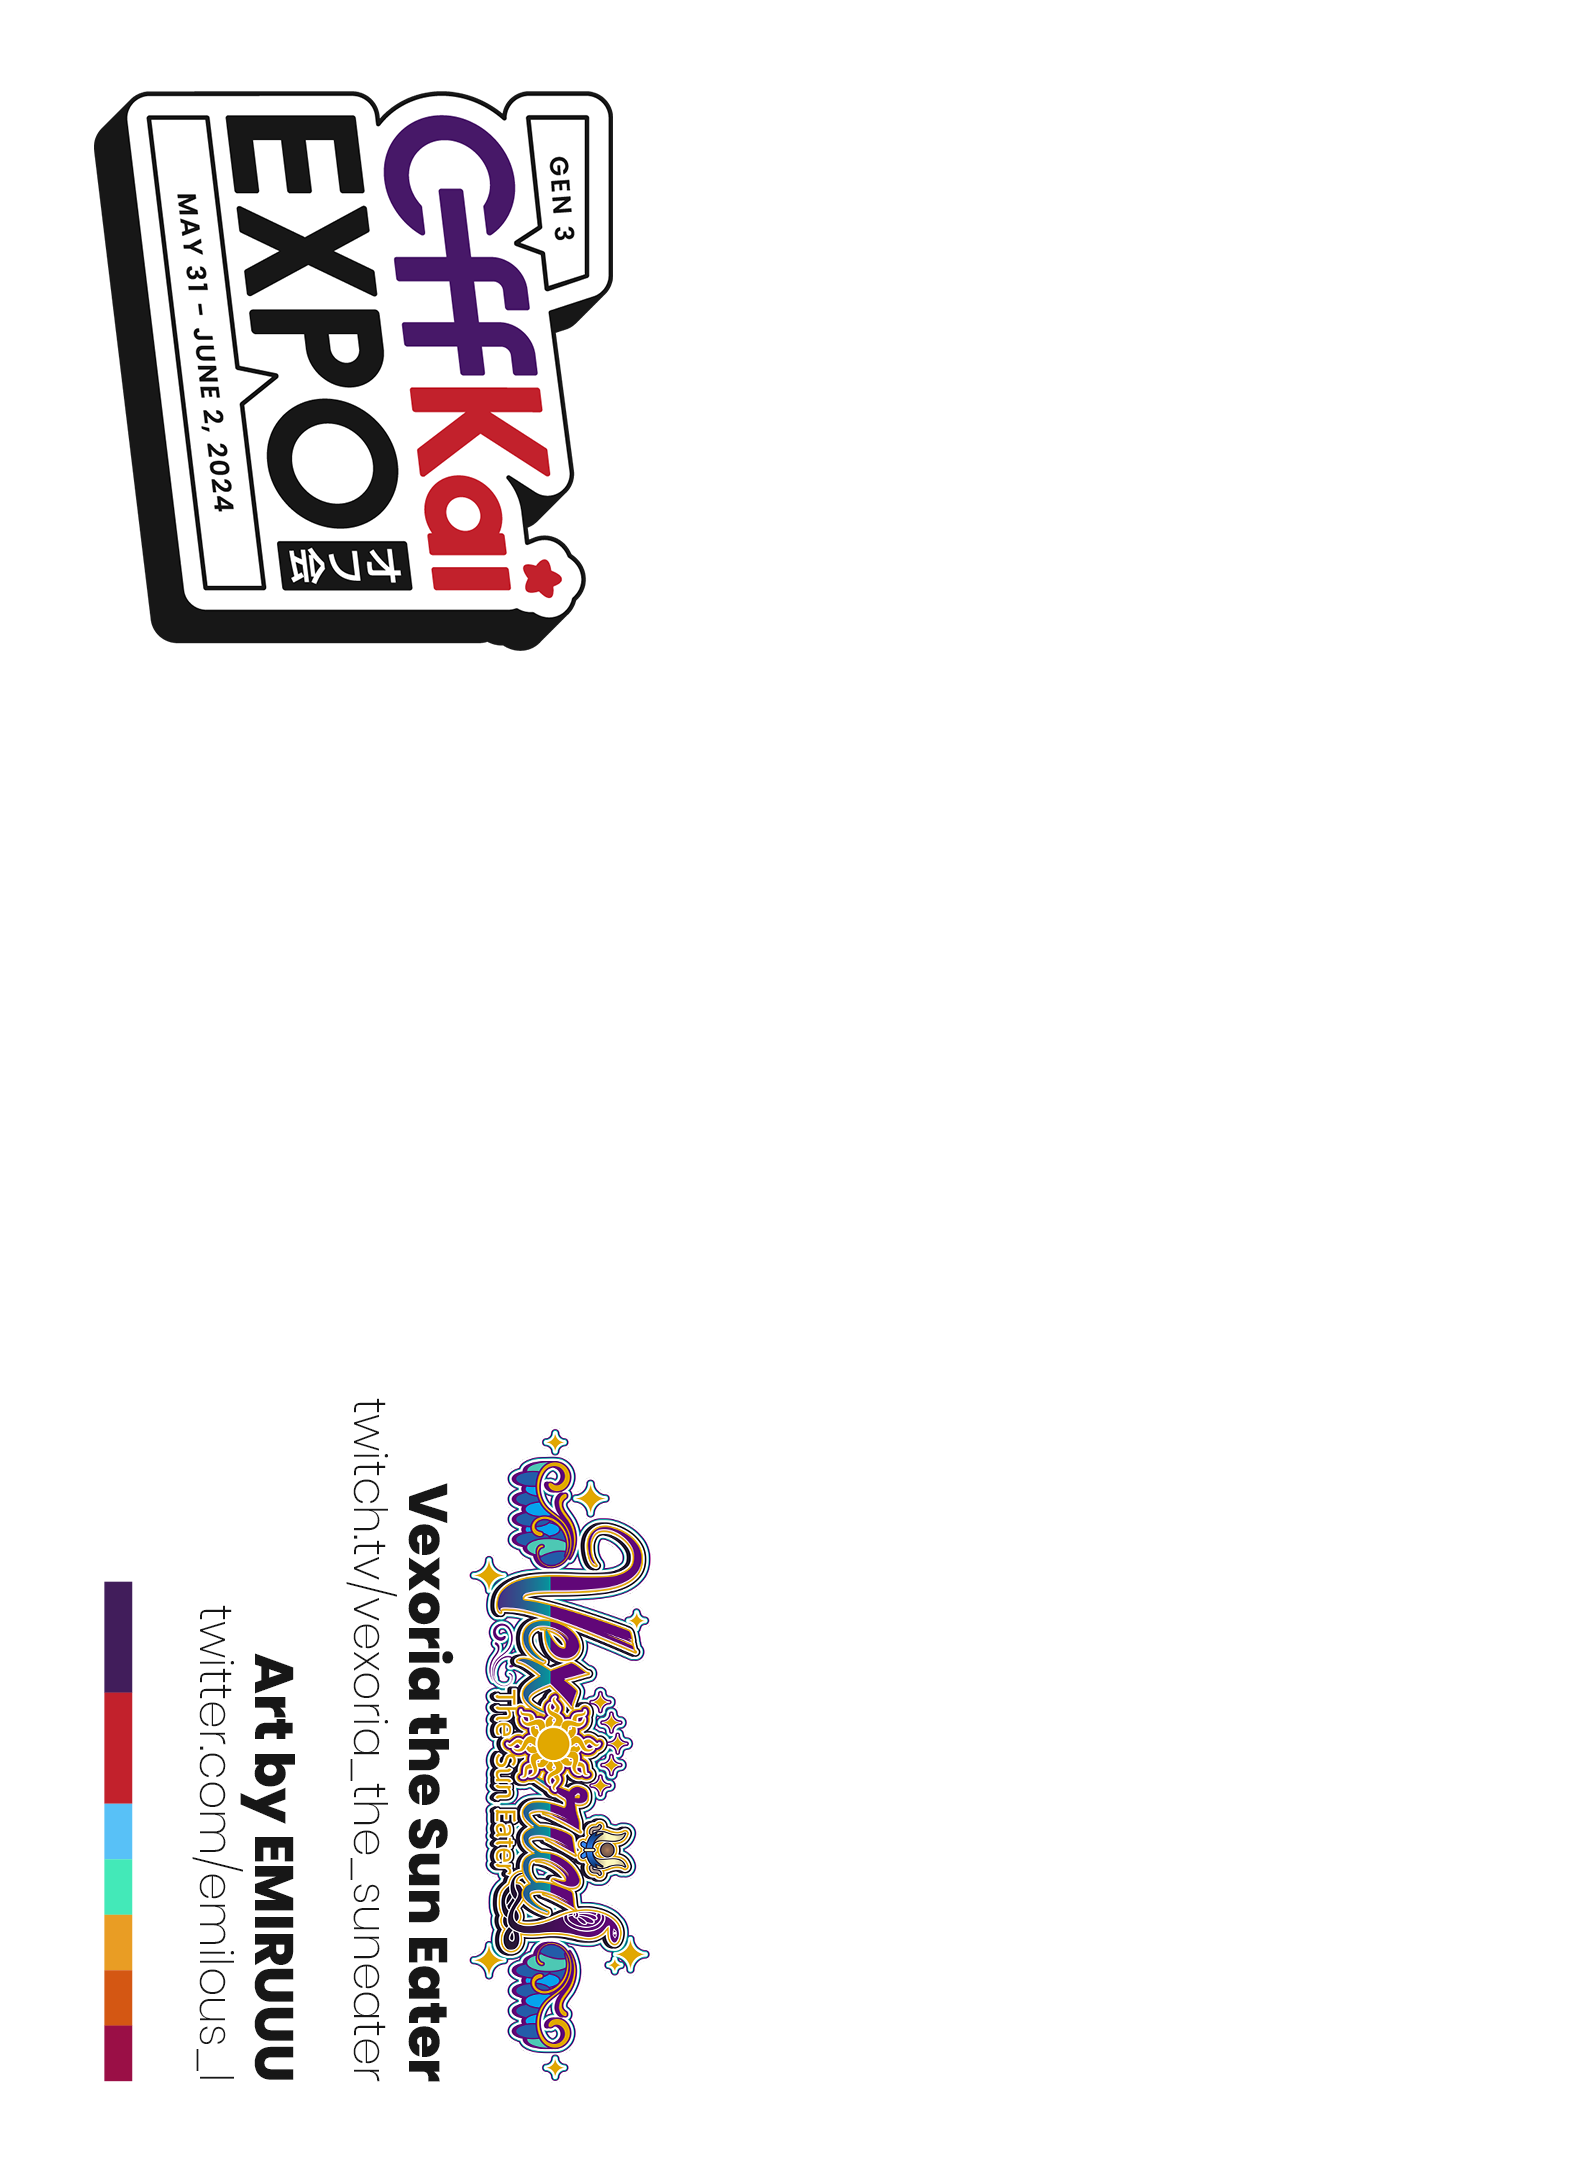 GEN 3
OffKai
EXPO
オフ会
MAY 31 - JUNE 2, 2024
Vexoria
The Sun Eater
Vexoria the Sun Eater
twitch.tv/vexoria_the_suneater
Art by EMIRUUU
twitter.com/emilous_l